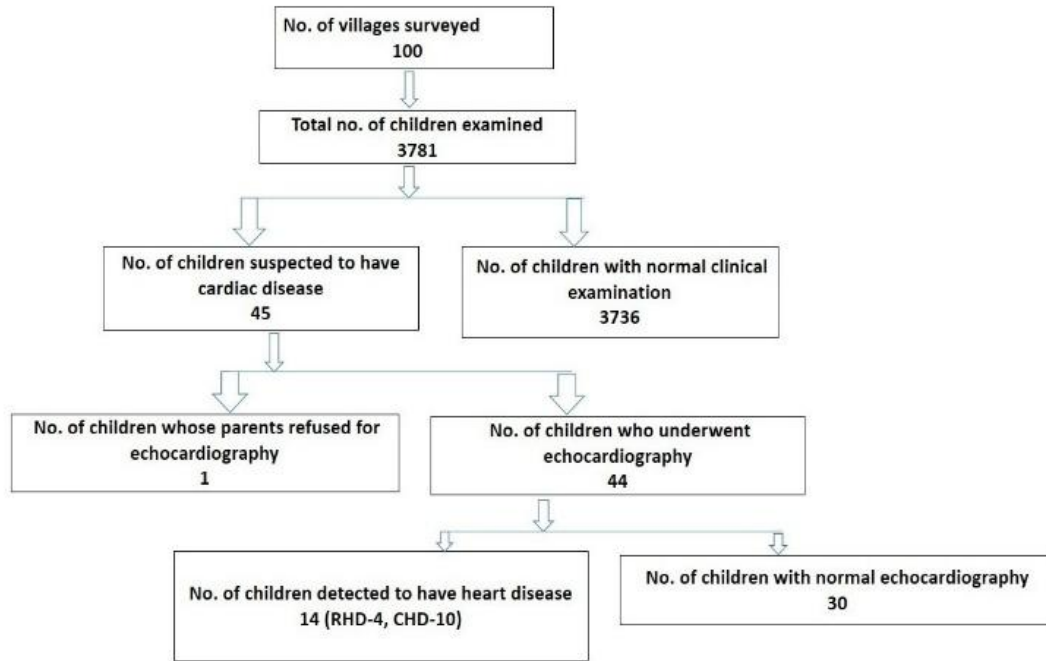 No. of villages surveyed
100
Total no. of children examined
3781
No. of children suspected to have
cardiac disease
45
No. of children with normal clinical
examination
3736
No. of children whose parents refused for
echocardiography
1
No. of children who underwent
echocardiography
44
No. of children detected to have heart disease
14 (RHD-4, CHD-10)
No. of children with normal echocardiography
30